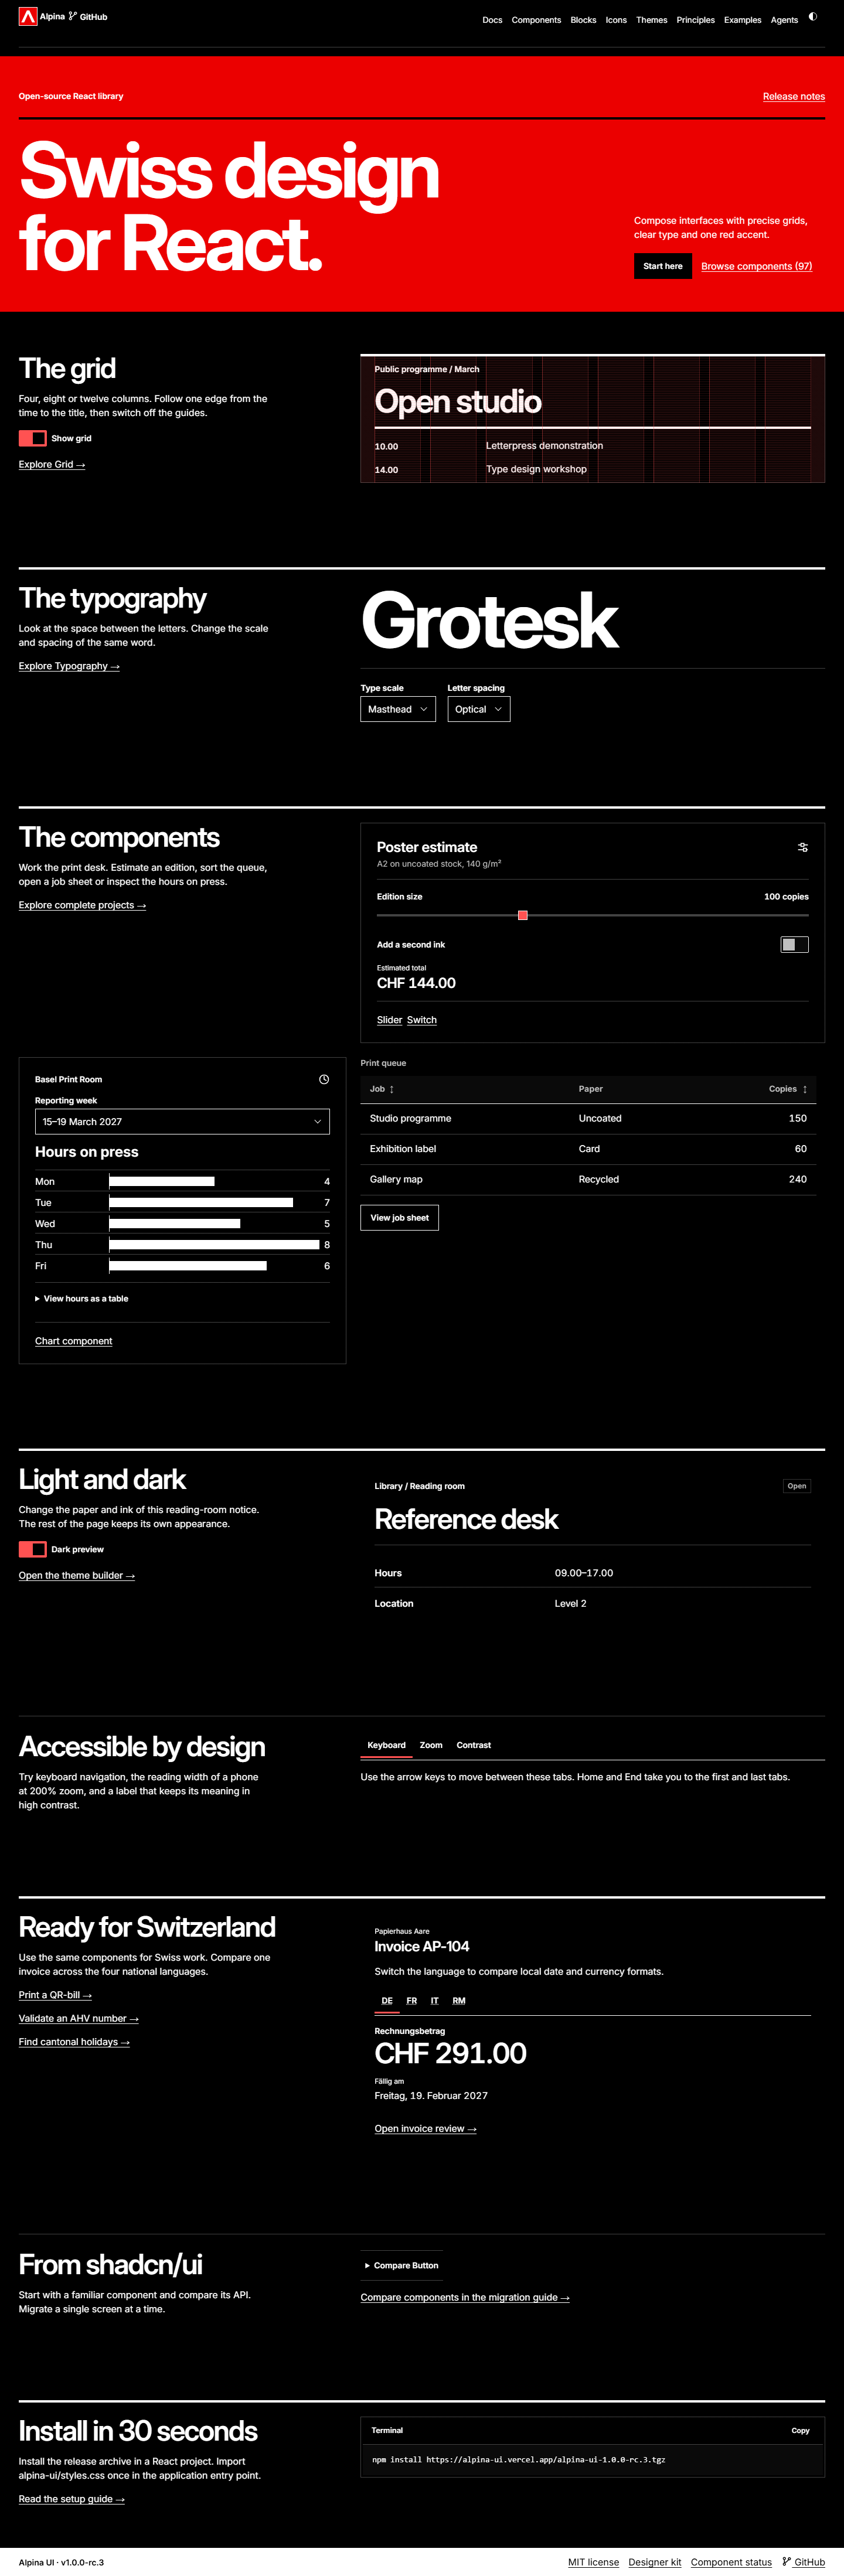 Alpina GitHub Docs Components Blocks Icons Themes Principles Examples Agents
Open-source React library Release notes
Swiss design
for React.
Compose interfaces with precise grids,
clear type and one red accent.
Start here Browse components (97)
The grid
Four, eight or twelve columns. Follow one edge from the
time to the title, then switch off the guides.
Show grid
Explore Grid →
Public programme / March
Open studio
10.00 Letterpress demonstration
14.00 Type design workshop
The typography
Look at the space between the letters. Change the scale
and spacing of the same word.
Explore Typography →
Grotesk
Type scale Letter spacing
Masthead Optical
The components
Work the print desk. Estimate an edition, sort the queue,
open a job sheet or inspect the hours on press.
Explore complete projects →
Poster estimate
A2 on uncoated stock, 140 g/m²
Edition size 100 copies
Add a second ink
Estimated total
CHF 144.00
Slider Switch
Basel Print Room
Reporting week
15–19 March 2027
Hours on press
Mon 4
Tue 7
Wed 5
Thu 8
Fri 6
View hours as a table
Chart component
Print queue
Job Paper Copies
Studio programme Uncoated 150
Exhibition label Card 60
Gallery map Recycled 240
View job sheet
Light and dark
Change the paper and ink of this reading-room notice.
The rest of the page keeps its own appearance.
Dark preview
Open the theme builder →
Library / Reading room Open
Reference desk
Hours 09.00–17.00
Location Level 2
Accessible by design
Try keyboard navigation, the reading width of a phone
at 200% zoom, and a label that keeps its meaning in
high contrast.
Keyboard Zoom Contrast
Use the arrow keys to move between these tabs. Home and End take you to the first and last tabs.
Ready for Switzerland
Use the same components for Swiss work. Compare one
invoice across the four national languages.
Print a QR-bill →
Validate an AHV number →
Find cantonal holidays →
Papierhaus Aare
Invoice AP-104
Switch the language to compare local date and currency formats.
DE FR IT RM
Rechnungsbetrag
CHF 291.00
Fällig am
Freitag, 19. Februar 2027
Open invoice review →
From shadcn/ui
Start with a familiar component and compare its API.
Migrate a single screen at a time.
Compare Button
Compare components in the migration guide →
Install in 30 seconds
Install the release archive in a React project. Import
alpina-ui/styles.css once in the application entry point.
Read the setup guide →
Terminal Copy
npm install https://alpina-ui.vercel.app/alpina-ui-1.0.0-rc.3.tgz
Alpina UI · v1.0.0-rc.3 MIT license Designer kit Component status GitHub